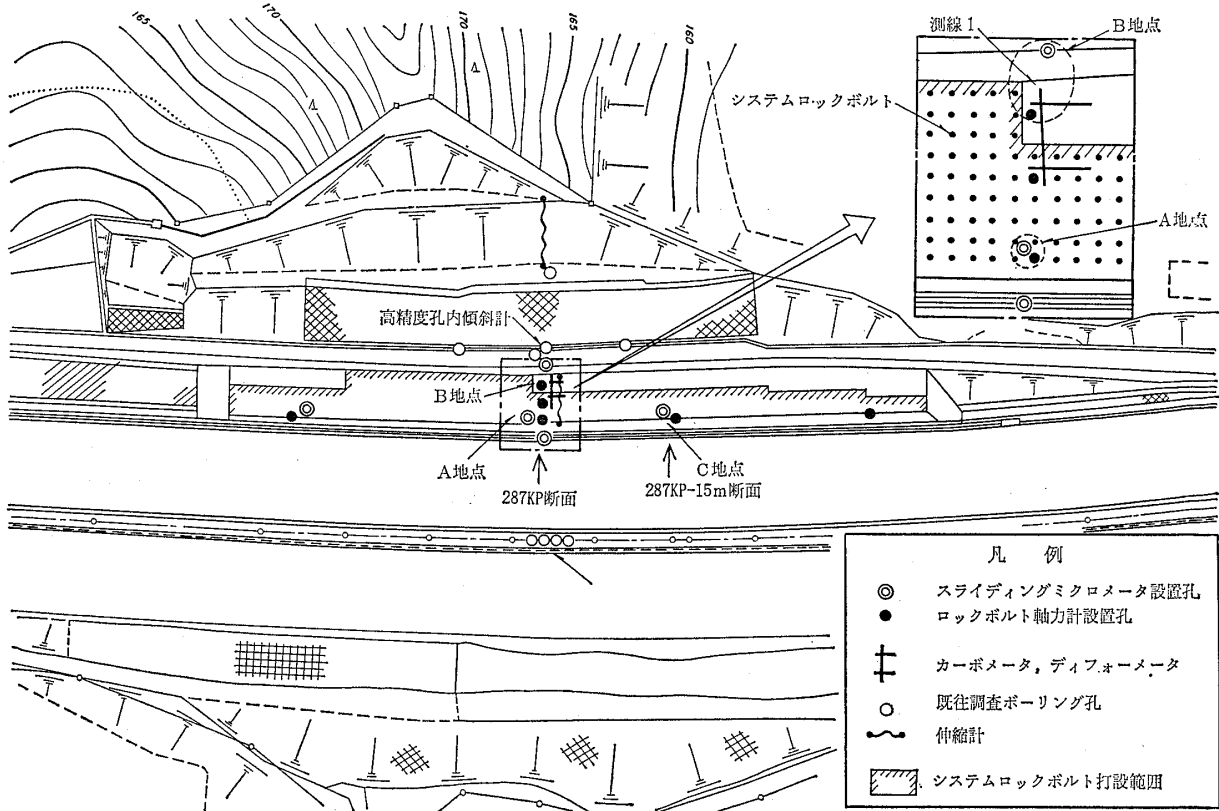 165
170
170
165
160
測線1
B地点
システムロックボルト
A地点
高精度孔内傾斜計
B地点
A地点
C地点
287KP断面
287KP-15m断面
凡 例
スライディングミクロメータ設置孔
ロックボルト軸力計設置孔
カーボメータ,ディフォーメータ
既往調査ボーリング孔
伸縮計
システムロックボルト打設範囲